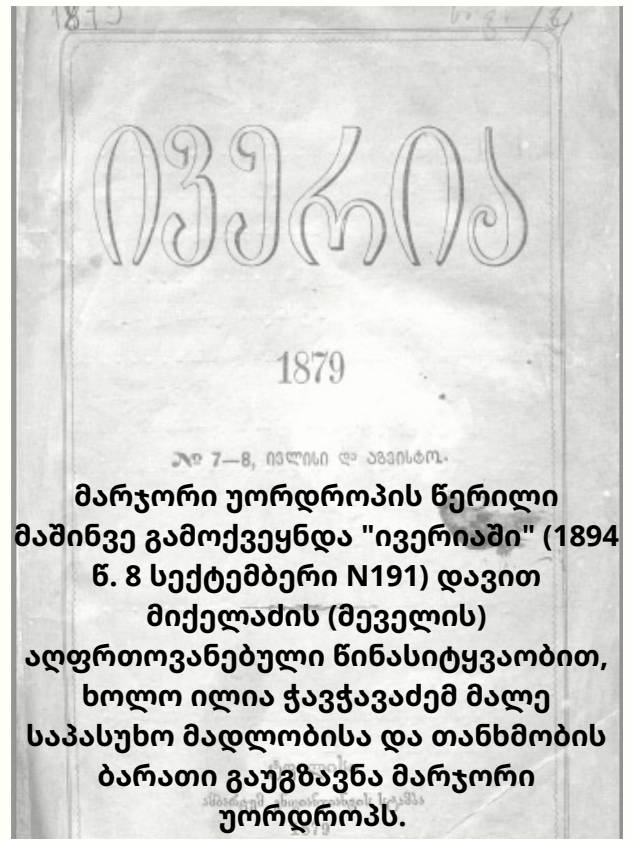 1879
ივერია
1879
№ 7—8, ივლისი და აგვისტო.
მარჯორი უორდროპის წერილი
მაშინვე გამოქვეყნდა "ივერიაში" (1894
წ. 8 სექტემბერი N191) დავით
მიქელაძის (მეველის)
აღფრთოვანებული წინასიტყვაობით,
ხოლო ილია ჭავჭავაძემ მალე
საპასუხო მადლობისა და თანხმობის
ბარათი გაუგზავნა მარჯორი
უორდროპს.
1879